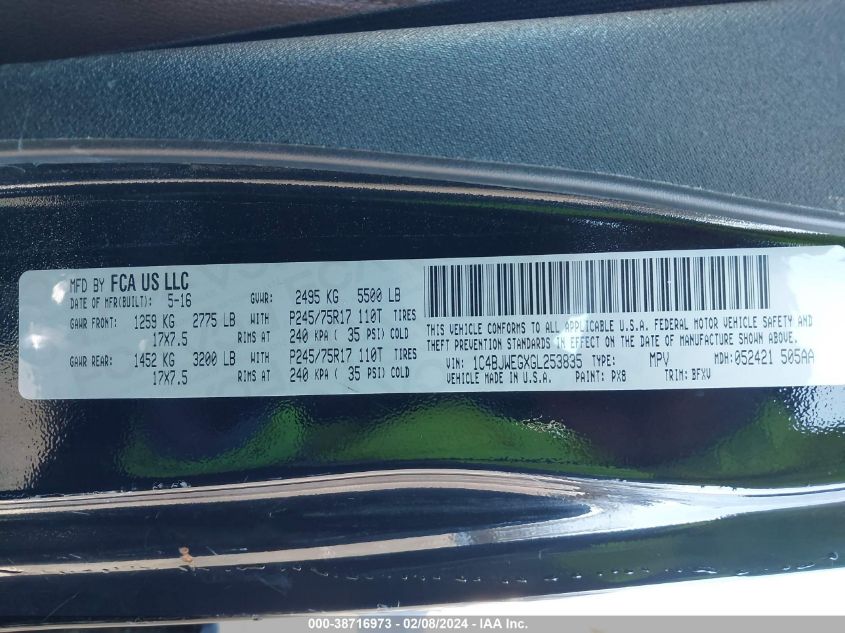 MFD BY FCA US LLC
DATE OF MFR(BUILT): 5-16 GVWR: 2495 KG 5500 LB
GAWR FRONT: 1259 KG 2775 LB WITH P245/75R17 110T TIRES
17X7.5 RIMS AT 240 KPA ( 35 PSI) COLD
GAWR REAR: 1452 KG 3200 LB WITH P245/75R17 110T TIRES
17X7.5 RIMS AT 240 KPA ( 35 PSI) COLD
THIS VEHICLE CONFORMS TO ALL APPLICABLE U.S.A. FEDERAL MOTOR VEHICLE SAFETY AND
THEFT PREVENTION STANDARDS IN EFFECT ON THE DATE OF MANUFACTURE SHOWN ABOVE.
VIN: 1C4BJWEGXGL253835 TYPE: MPV MDH: 052421 505AA
VEHICLE MADE IN U.S.A. PAINT: PX8 TRIM: BFXV
000-38716973 - 02/08/2024 - IAA Inc.